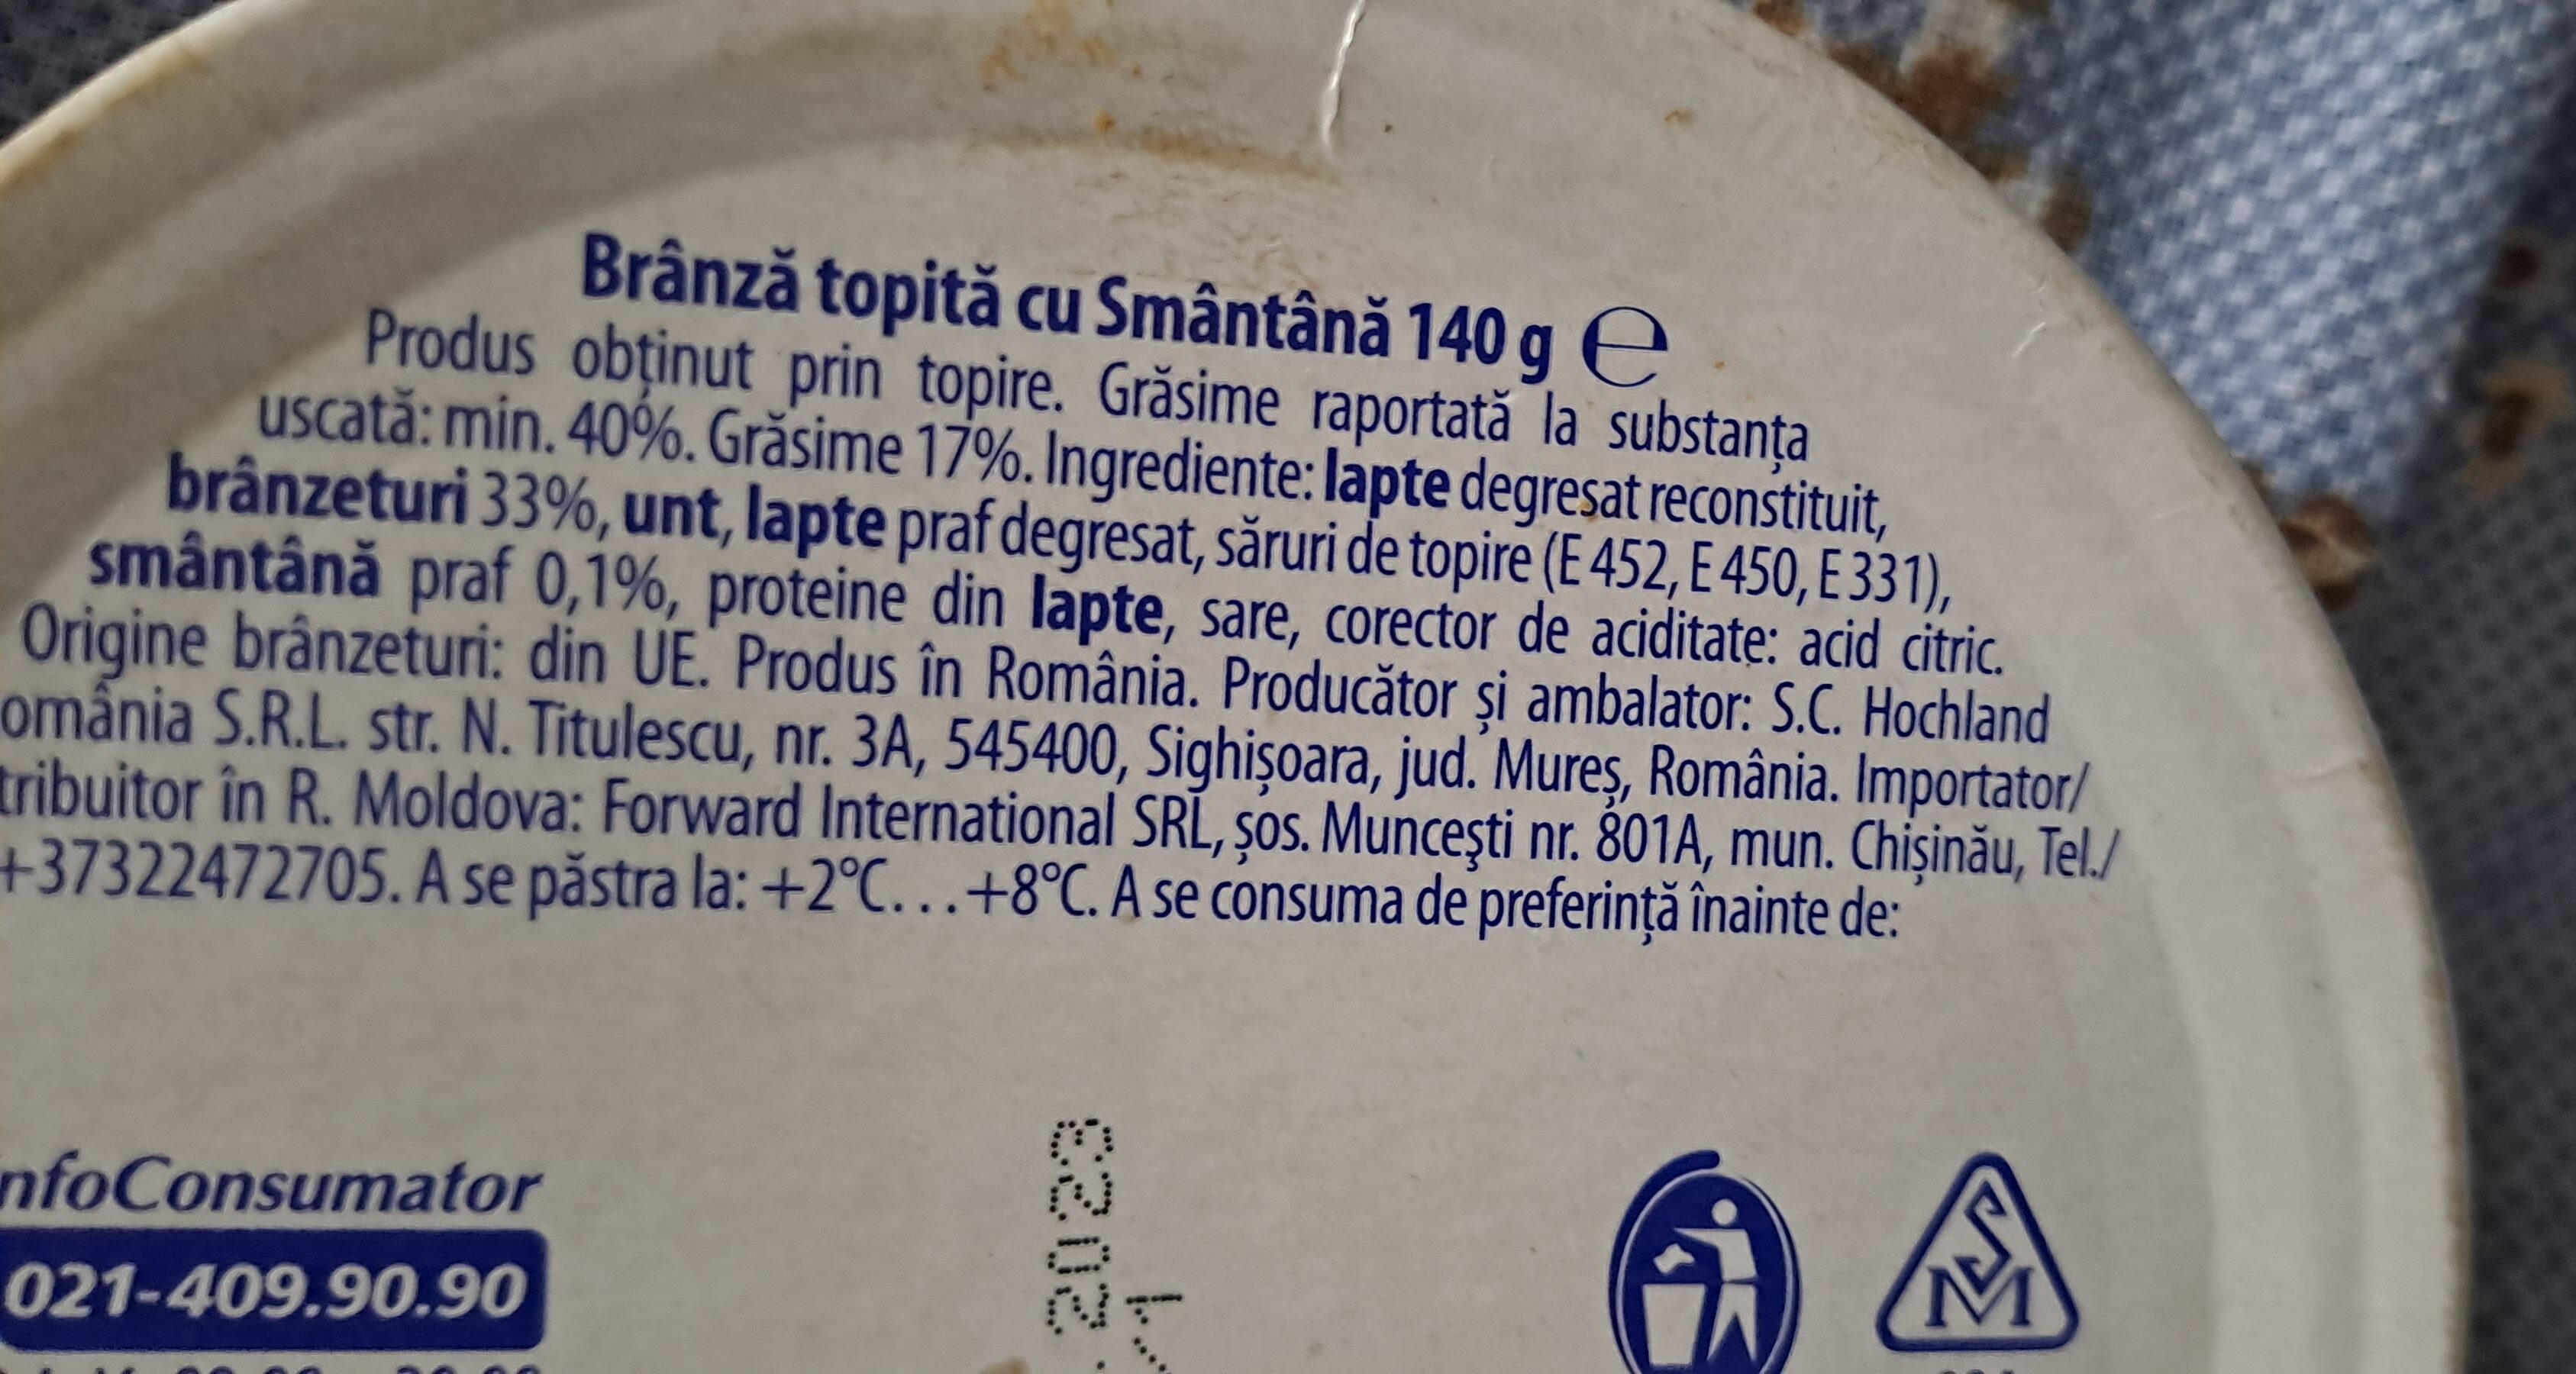 Brânză topită cu Smântână 140 g ℮
Produs obținut prin topire. Grăsime raportată la substanța
uscată: min. 40%. Grăsime 17%. Ingrediente: lapte degresat reconstituit,
brânzeturi 33%, unt, lapte praf degresat, săruri de topire (E 452, E 450, E 331),
smântână praf 0,1%, proteine din lapte, sare, corector de aciditate: acid citric.
Origine brânzeturi: din UE. Produs în România. Producător și ambalator: S.C. Hochland
omânia S.R.L. str. N. Titulescu, nr. 3A, 545400, Sighișoara, jud. Mureș, România. Importator/
tribuitor în R. Moldova: Forward International SRL, șos. Munceşti nr. 801A, mun. Chișinău, Tel./
+37322472705. A se păstra la: +2°C...+8°C. A se consuma de preferință înainte de:
nfoConsumator
021-409.90.90
.2023
SM